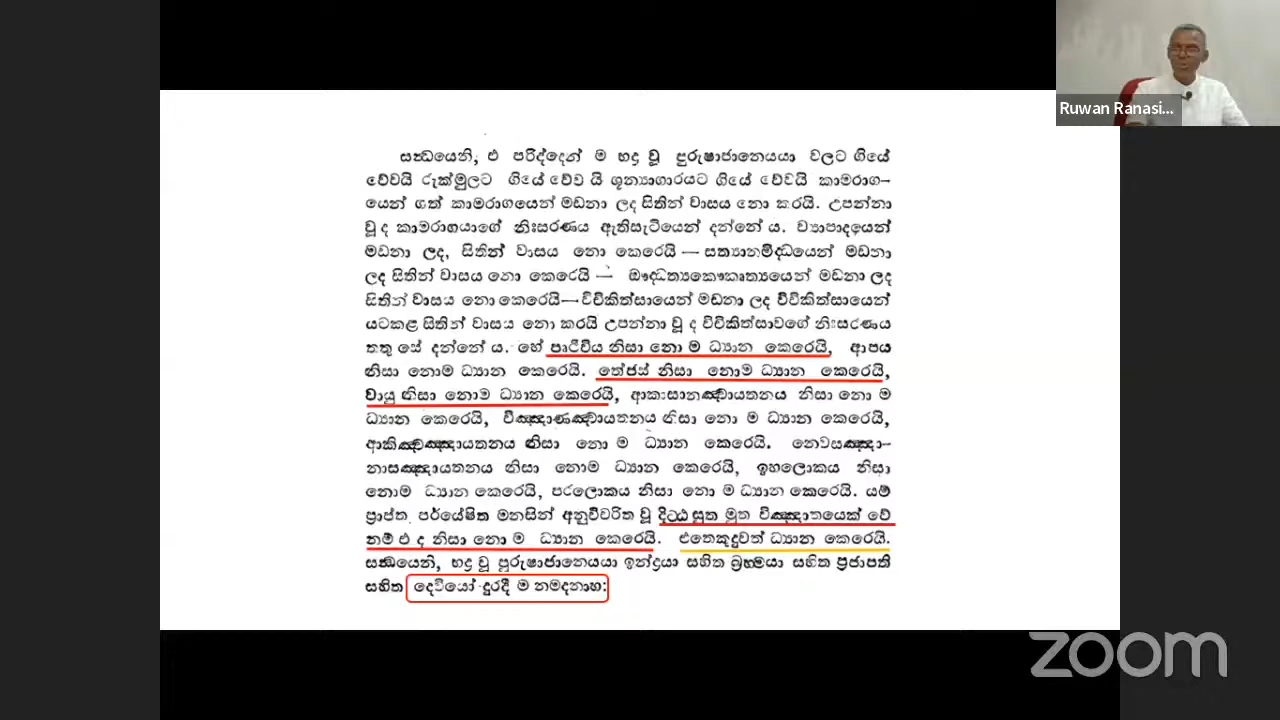 Ruwan Ranasi...
සන්‍ධයෙනි, එ පරිද්දෙන් ම භද්‍ර වූ පුරුෂාජානෙයයා වලට ගියේ
වේවයි රුක්මුලට ගියේ වේව යි ශූන්‍යාගාරයට ගියේ වේවයි කාමරාග-
යෙන් ගත් කාමරාගයෙන් මඩනා ලද සිතින් වාසය නො කරයි. උපන්නා
වූ ද කාමරාගයාගේ නිඃසරණය ඇතිසැටියෙන් දන්නේ ය. ව්‍යාපාදයෙන්
මඩනා ලද, සිතින් වාසය නො කෙරෙයි — සත්‍යානමිද්ධයෙන් මඩනා
ලද සිතින් වාසය නො කෙරෙයි — ඖද්ධත්‍යකෞකෘත්‍යයෙන් මඩනා ලද
සිතින් වාසය නො කෙරෙයි—විචිකිත්සායෙන් මඩනා ලද විචිකිත්සායෙන්
යටකළ සිතින් වාසය නො කරයි උපන්නා වූ ද විචිකිත්සාවගේ නිඃසරණය
තතු සේ දන්නේ ය. හේ පෘථිවිය නිසා නො ම ධ්‍යාන කෙරෙයි, ආපය
නිසා නොම ධ්‍යාන කෙරෙයි. තේජස් නිසා නොම ධ්‍යාන කෙරෙයි,
වායු නිසා නොම ධ්‍යාන කෙරෙයි, ආකාසානඤ්චායතනය නිසා නො ම
ධ්‍යාන කෙරෙයි, විඤ්ඤාණඤ්චායතනය නිසා නො ම ධ්‍යාන කෙරෙයි,
ආකිඤ්චඤ්ඤායතනය නිසා නො ම ධ්‍යාන කෙරෙයි. නෙවසඤ්ඤා-
නාසඤ්ඤායතනය නිසා නොම ධ්‍යාන කෙරෙයි, ඉහලොකය නිසා
නොම ධ්‍යාන කෙරෙයි, පරලොකය නිසා නො ම ධ්‍යාන කෙරෙයි. යම්
ප්‍රාප්ත පර්යේෂිත මනසින් අනුවිචරිත වූ දිට්ඨ සුත මුත විඤ්ඤාතයෙක් වේ
නම් එ ද නිසා නො ම ධ්‍යාන කෙරෙයි. එතෙකුදුවත් ධ්‍යාන කෙරෙයි.
සන්‍ධයෙනි, භද්‍ර වූ පුරුෂාජානෙයයා ඉන්ද්‍රයා සහිත බ්‍රහ්මයා සහිත ප්‍රජාපති
සහිත දෙවියෝ දුරදී ම නමදනාහ:
zoom